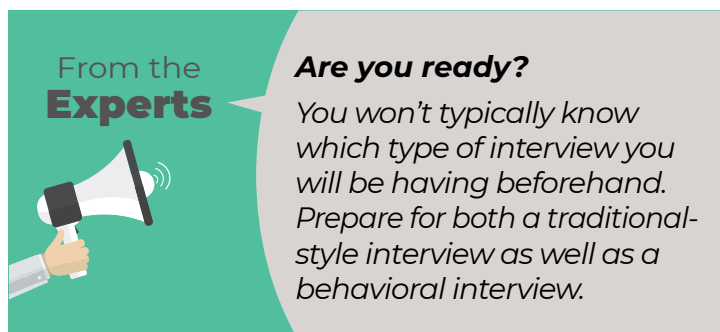 From the
Experts
Are you ready?
You won't typically know
which type of interview you
will be having beforehand.
Prepare for both a traditional-
style interview as well as a
behavioral interview.